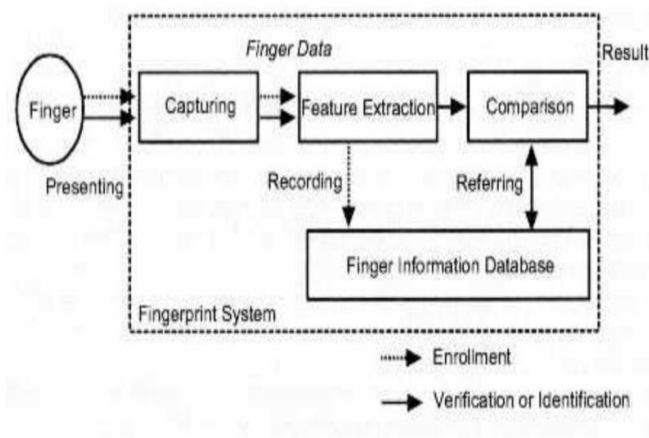 Finger Data
Result
Finger
Capturing
Feature Extraction
Comparison
Presenting
Recording
Referring
Finger Information Database
Fingerprint System
Enrollment
Verification or Identification